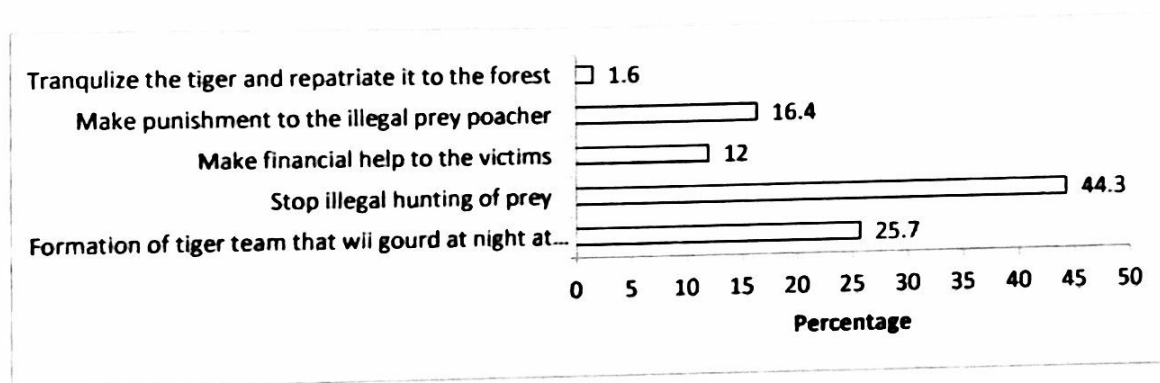 Tranqulize the tiger and repatriate it to the forest 1.6
Make punishment to the illegal prey poacher 16.4
Make financial help to the victims 12
Stop illegal hunting of prey 44.3
Formation of tiger team that wii gourd at night at... 25.7
0 5 10 15 20 25 30 35 40 45 50
Percentage